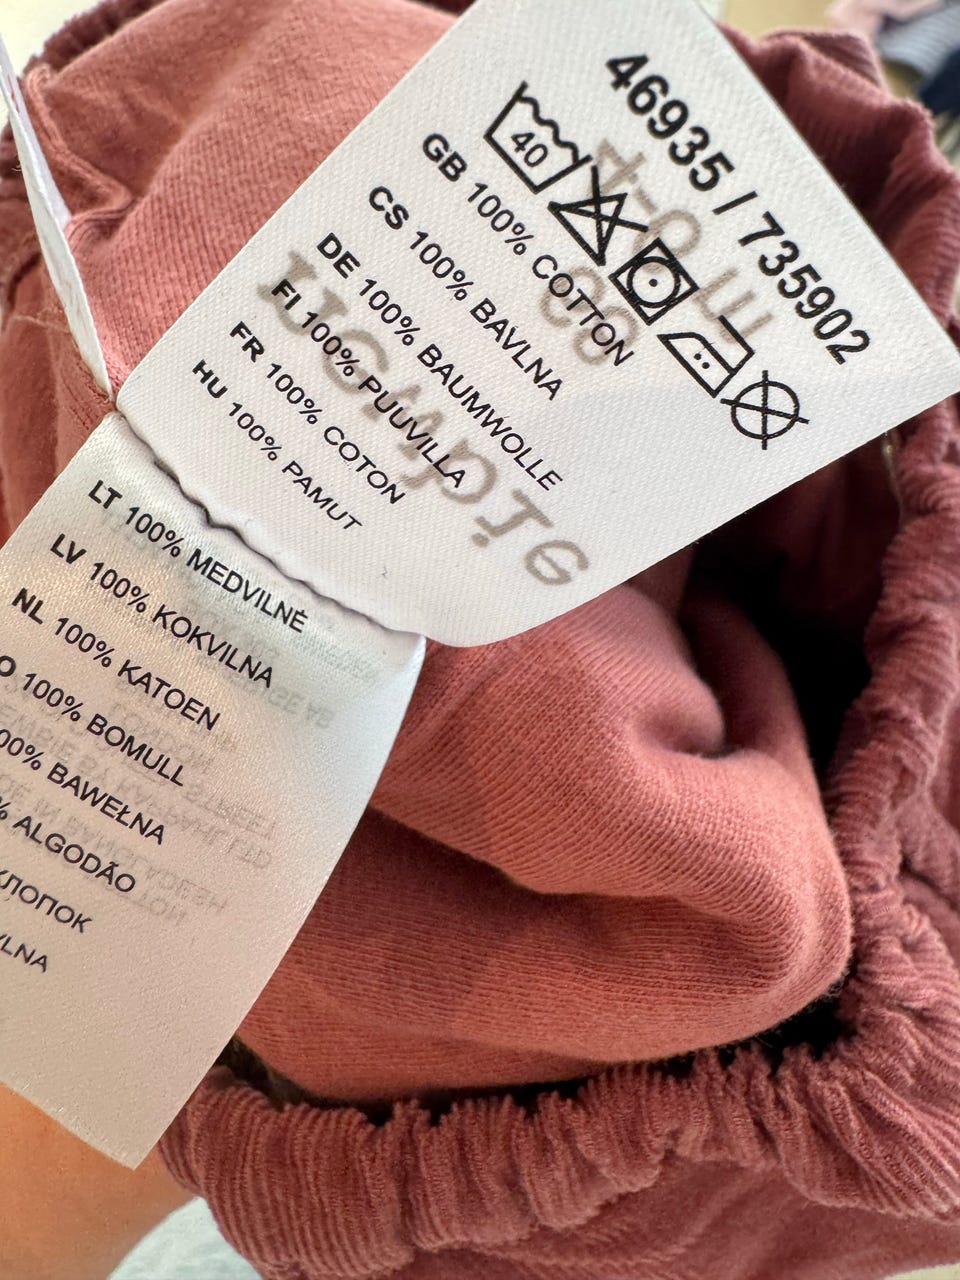 46935 / 735902
40
GB 100% COTTON
CS 100% BAVLNA
DE 100% BAUMWOLLE
FI 100% PUUVILLA
FR 100% COTON
HU 100% PAMUT
LT 100% MEDVILNĖ
LV 100% KOKVILNA
NL 100% KATOEN
100% BOMULL
BAWEŁNA
ALGODÃO